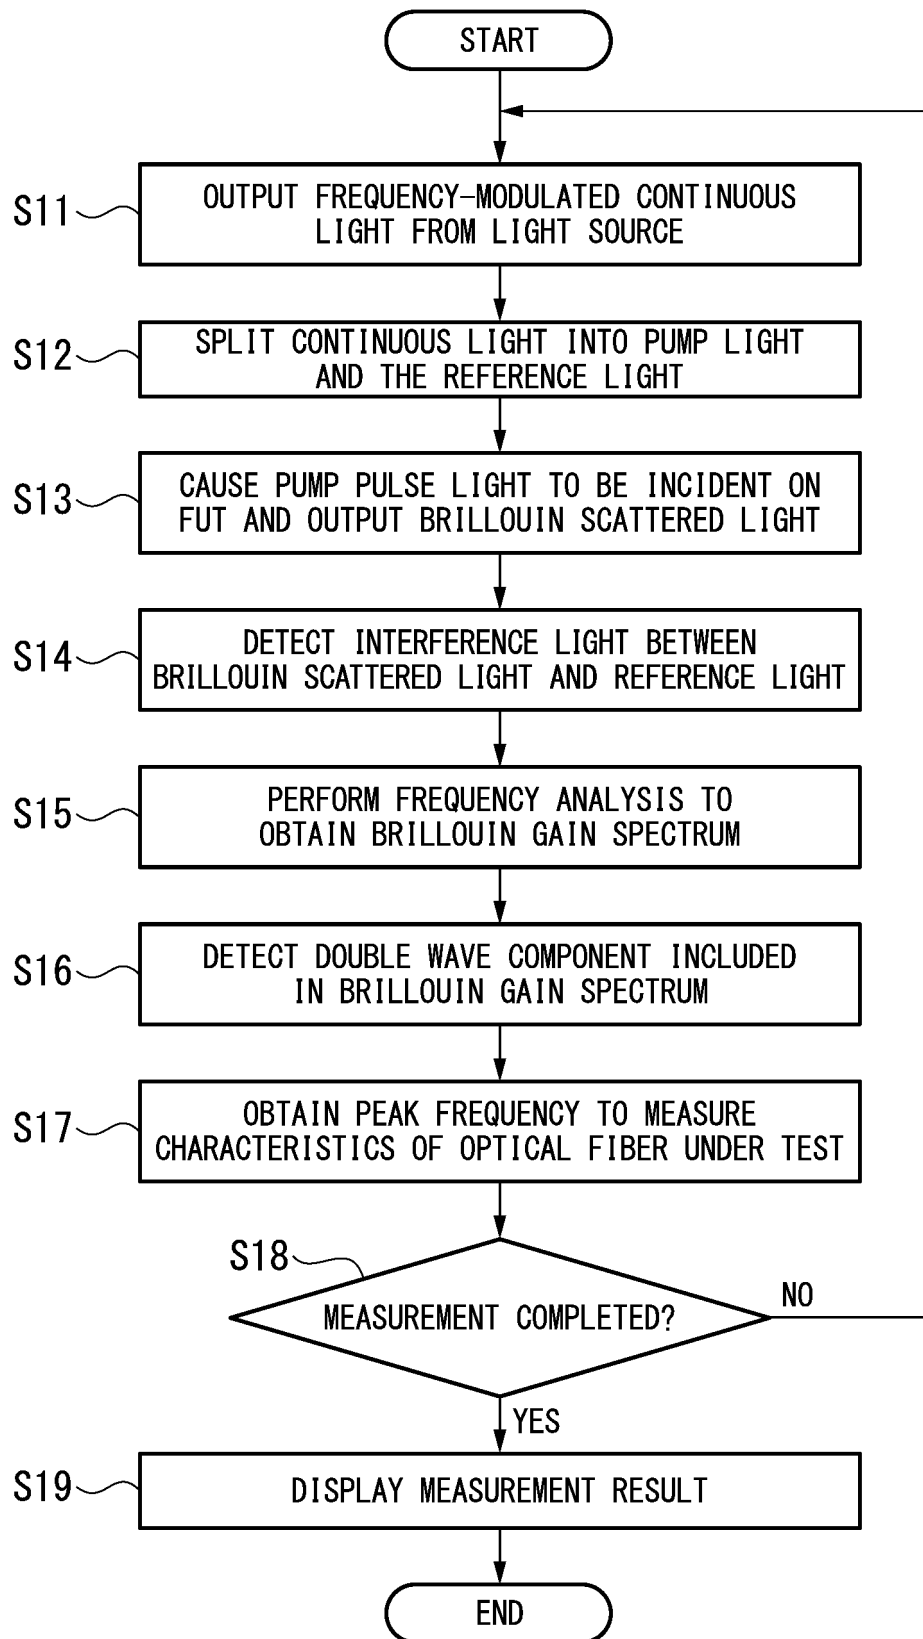 START
S11
OUTPUT FREQUENCY-MODULATED CONTINUOUS
LIGHT FROM LIGHT SOURCE
S12
SPLIT CONTINUOUS LIGHT INTO PUMP LIGHT
AND THE REFERENCE LIGHT
S13
CAUSE PUMP PULSE LIGHT TO BE INCIDENT ON
FUT AND OUTPUT BRILLOUIN SCATTERED LIGHT
S14
DETECT INTERFERENCE LIGHT BETWEEN
BRILLOUIN SCATTERED LIGHT AND REFERENCE LIGHT
S15
PERFORM FREQUENCY ANALYSIS TO
OBTAIN BRILLOUIN GAIN SPECTRUM
S16
DETECT DOUBLE WAVE COMPONENT INCLUDED
IN BRILLOUIN GAIN SPECTRUM
S17
OBTAIN PEAK FREQUENCY TO MEASURE
CHARACTERISTICS OF OPTICAL FIBER UNDER TEST
S18
MEASUREMENT COMPLETED?
NO
YES
S19
DISPLAY MEASUREMENT RESULT
END